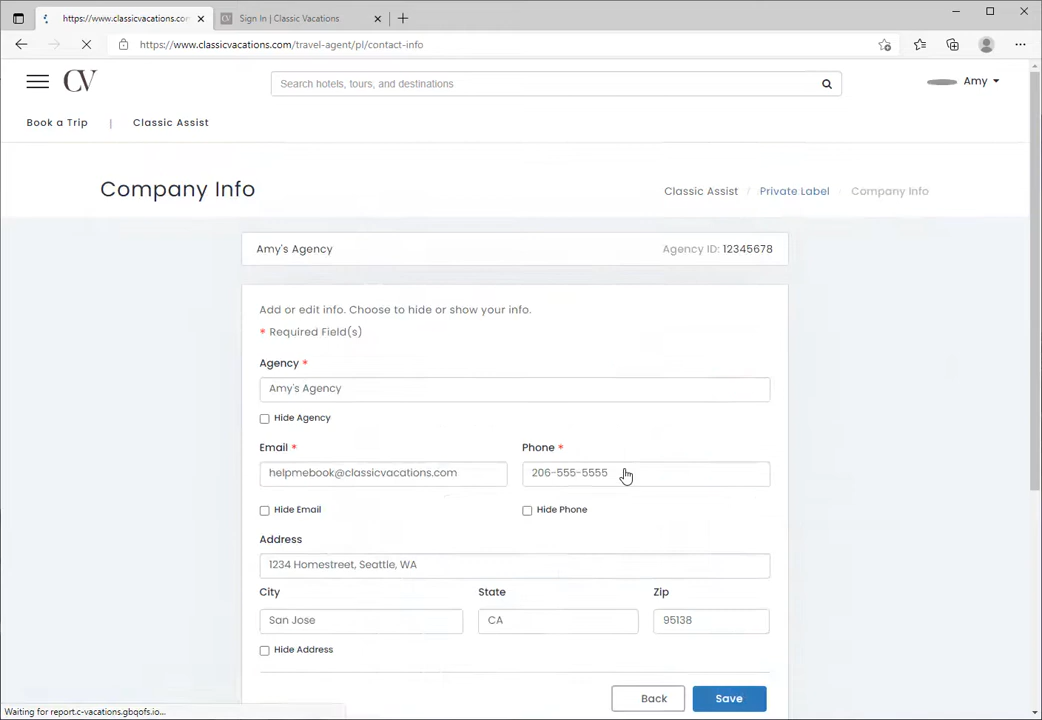 https://www.classicvacations.con
Sign In | Classic Vacations
https://www.classicvacations.com/travel-agent/pl/contact-info
CV
Search hotels, tours, and destinations
Amy
Book a Trip | Classic Assist
Company Info
Classic Assist / Private Label / Company Info
Amy's Agency
Agency ID: 12345678
Add or edit info. Choose to hide or show your info.
* Required Field(s)
Agency *
Amy's Agency
Hide Agency
Email *
Phone *
helpmebook@classicvacations.com
206-555-5555
Hide Email
Hide Phone
Address
1234 Homestreet, Seattle, WA
City
State
Zip
San Jose
CA
95138
Hide Address
Back
Save
Waiting for report.c-vacations.gbqofs.io...